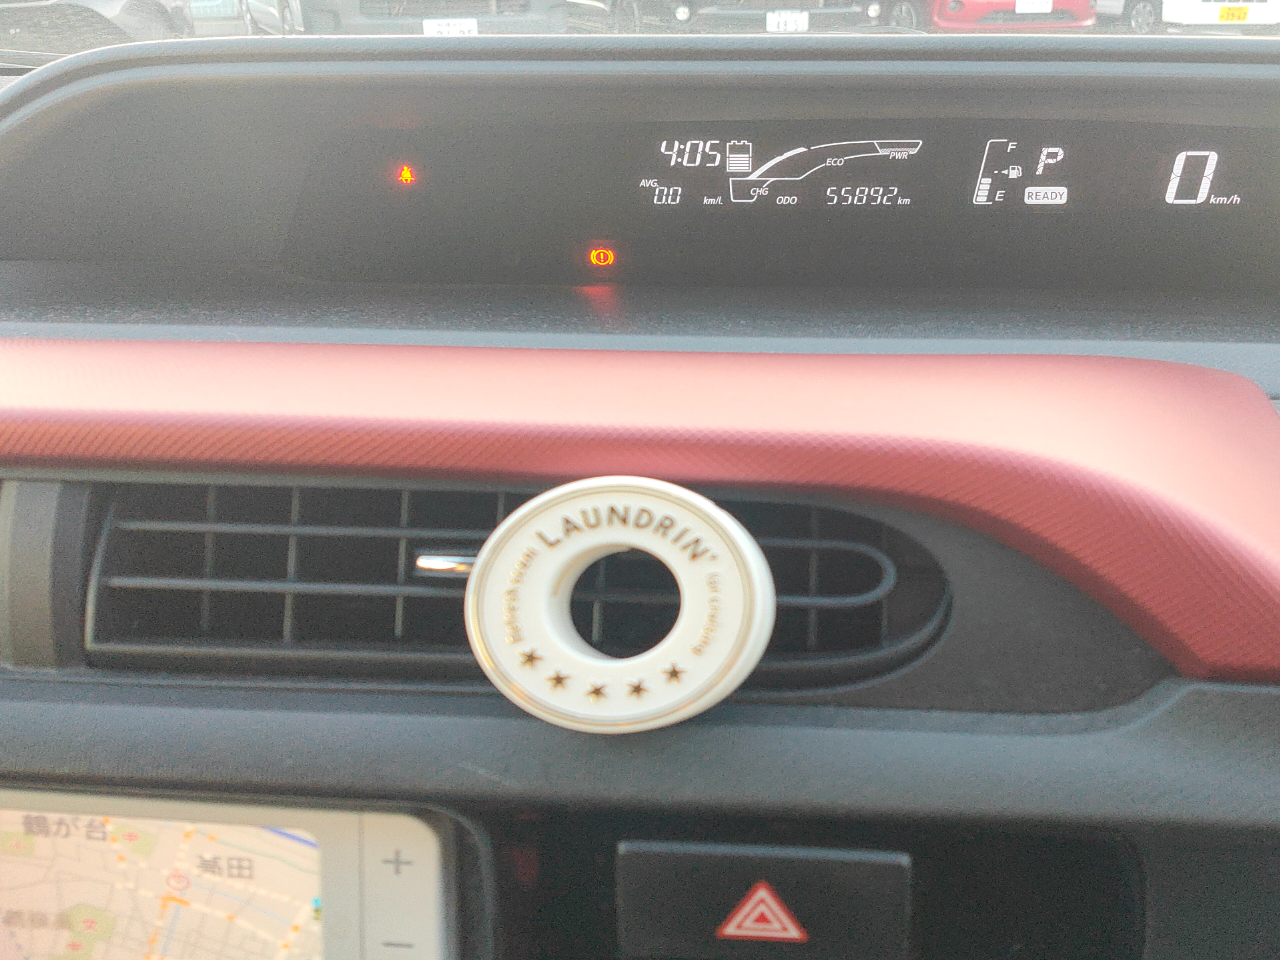 4:05
ECO
PWR
CHG
AVG.
0.0 km/L
ODO 55892 km
F
E
P
READY
0 km/h
LAUNDRIN'
鶴が台
高田
+
−